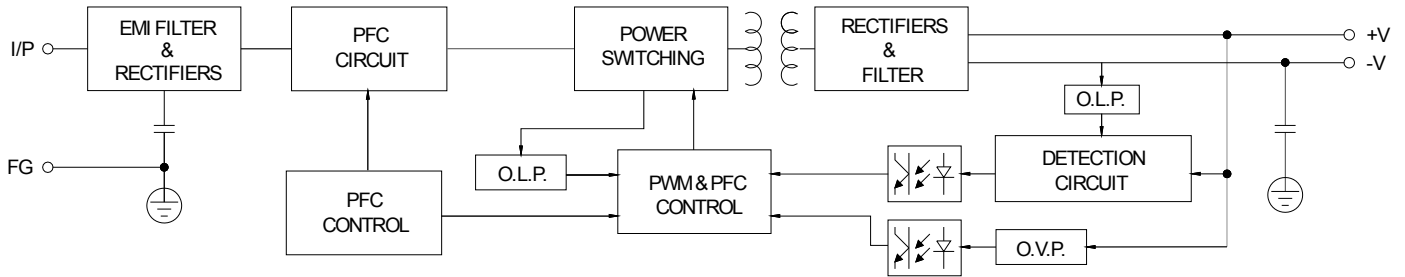 I/P
EMI FILTER
&
RECTIFIERS
PFC
CIRCUIT
POWER
SWITCHING
RECTIFIERS
&
FILTER
+V
-V
O.L.P.
FG
O.L.P.
PFC
CONTROL
PWM & PFC
CONTROL
DETECTION
CIRCUIT
O.V.P.